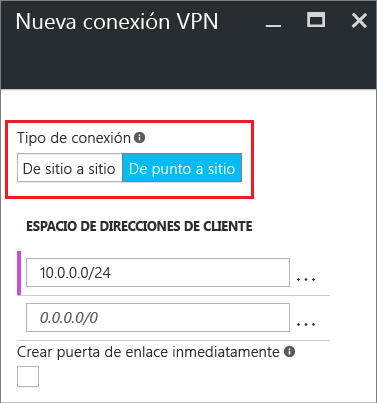 Nueva conexión VPN
Tipo de conexión
De sitio a sitio De punto a sitio
ESPACIO DE DIRECCIONES DE CLIENTE
10.0.0.0/24 ...
0.0.0.0/0 ...
Crear puerta de enlace inmediatamente